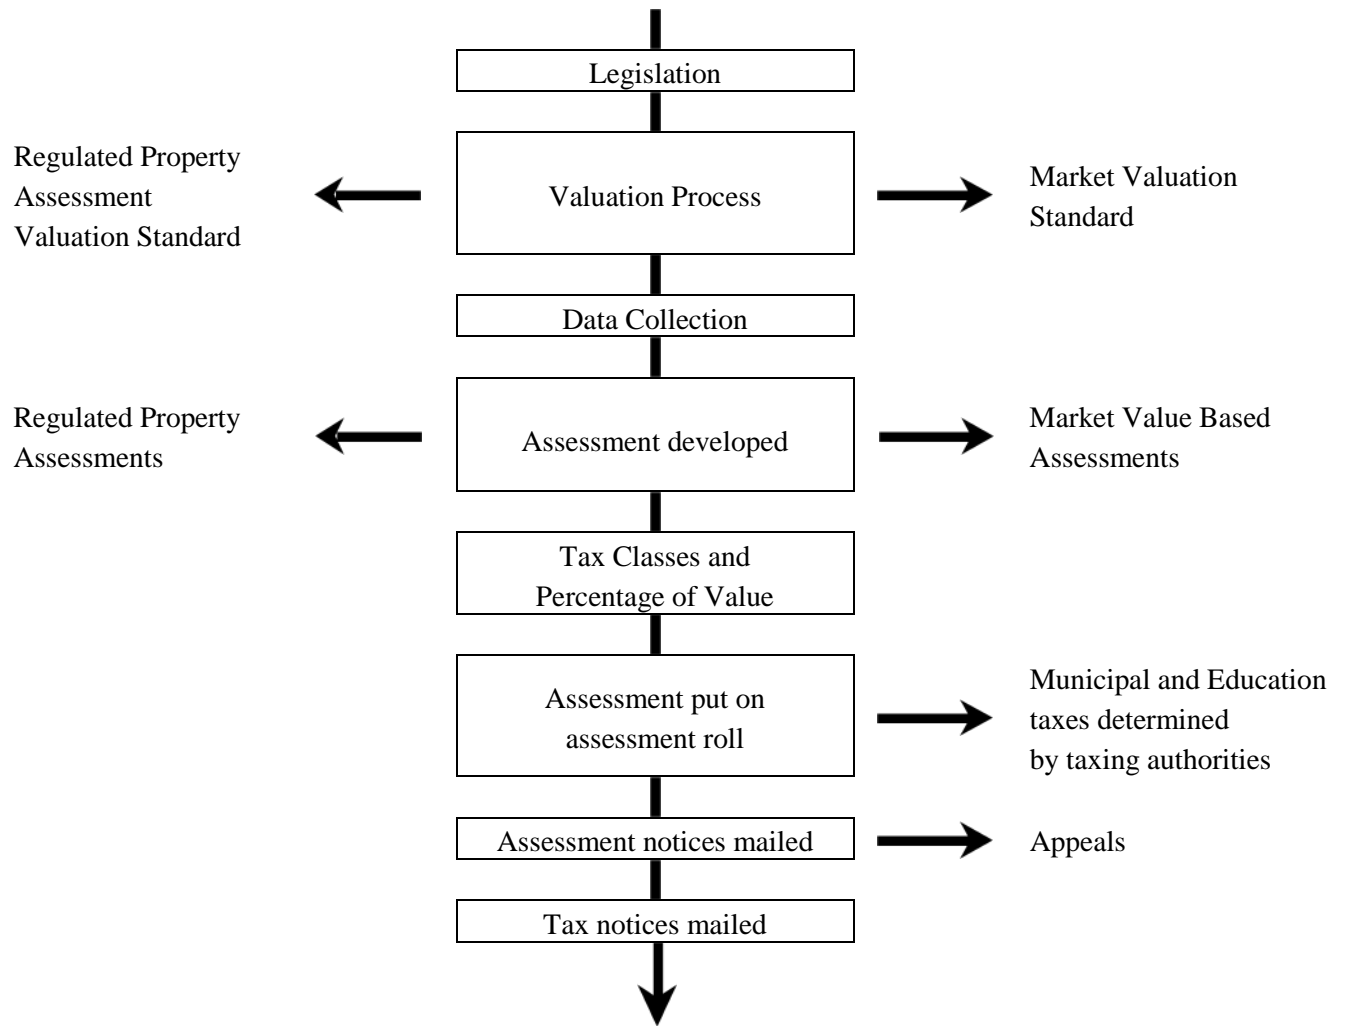 Legislation
Regulated Property
Assessment
Valuation Standard
Valuation Process
Market Valuation
Standard
Data Collection
Regulated Property
Assessments
Assessment developed
Market Value Based
Assessments
Tax Classes and
Percentage of Value
Assessment put on
assessment roll
Municipal and Education
taxes determined
by taxing authorities
Assessment notices mailed
Appeals
Tax notices mailed